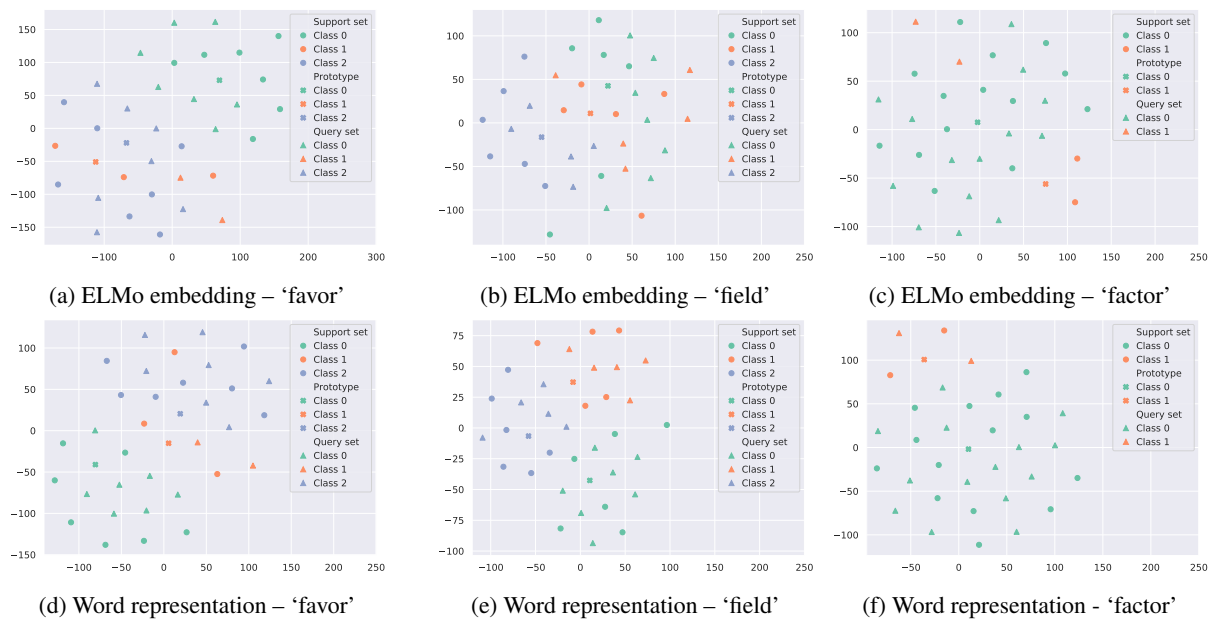 150
100
50
0
−50
−100
−150
−100
0
100
200
300
Support set
Class 0
Class 1
Class 2
Prototype
Class 0
Class 1
Class 2
Query set
Class 0
Class 1
Class 2
(a) ELMo embedding – ‘favor’
100
50
0
−50
−100
−100
−50
0
50
100
150
200
250
Support set
Class 0
Class 1
Class 2
Prototype
Class 0
Class 1
Class 2
Query set
Class 0
Class 1
Class 2
(b) ELMo embedding – ‘field’
100
50
0
−50
−100
−100
−50
0
50
100
150
200
250
Support set
Class 0
Class 1
Prototype
Class 0
Class 1
Query set
Class 0
Class 1
(c) ELMo embedding – ‘factor’
100
50
0
−50
−100
−150
−100
−50
0
50
100
150
200
250
Support set
Class 0
Class 1
Class 2
Prototype
Class 0
Class 1
Class 2
Query set
Class 0
Class 1
Class 2
(d) Word representation – ‘favor’
75
50
25
0
−25
−50
−75
−100
−100
−50
0
50
100
150
200
250
Support set
Class 0
Class 1
Class 2
Prototype
Class 0
Class 1
Class 2
Query set
Class 0
Class 1
Class 2
(e) Word representation – ‘field’
100
50
0
−50
−100
−50
0
50
100
150
200
250
Support set
Class 0
Class 1
Prototype
Class 0
Class 1
Query set
Class 0
Class 1
(f) Word representation - ‘factor’